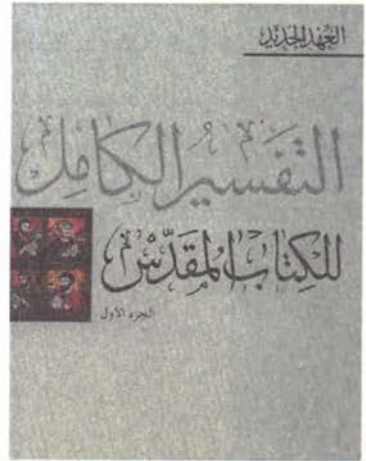 العهد الجديد
التفسير الكامل
للكتاب المقدس
الجزء الأول